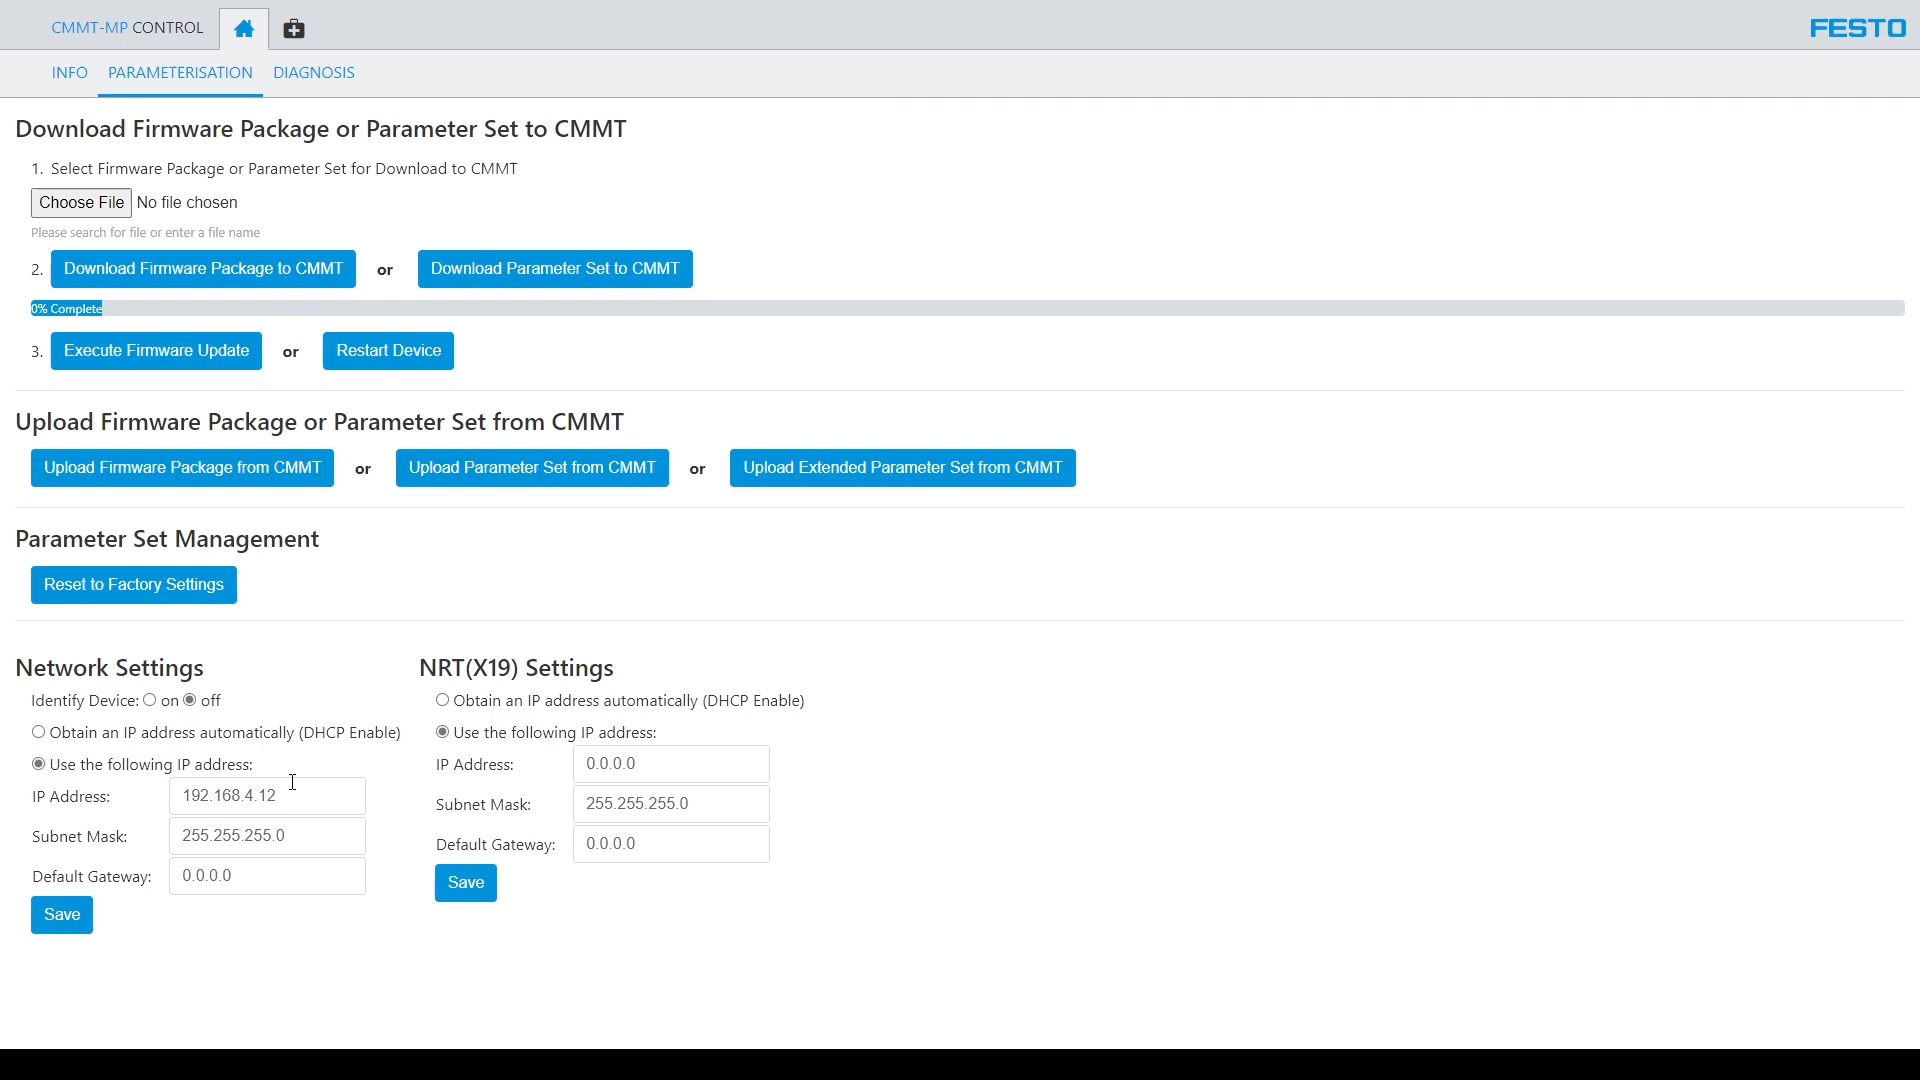 CMMT-MP CONTROL
FESTO
INFO PARAMETERISATION DIAGNOSIS
Download Firmware Package or Parameter Set to CMMT
1. Select Firmware Package or Parameter Set for Download to CMMT
Choose File No file chosen
Please search for file or enter a file name
2. Download Firmware Package to CMMT or Download Parameter Set to CMMT
0% Complete
3. Execute Firmware Update or Restart Device
Upload Firmware Package or Parameter Set from CMMT
Upload Firmware Package from CMMT or Upload Parameter Set from CMMT or Upload Extended Parameter Set from CMMT
Parameter Set Management
Reset to Factory Settings
Network Settings
Identify Device: on off
Obtain an IP address automatically (DHCP Enable)
Use the following IP address:
IP Address: 192.168.4.12
Subnet Mask: 255.255.255.0
Default Gateway: 0.0.0.0
Save
NRT(X19) Settings
Obtain an IP address automatically (DHCP Enable)
Use the following IP address:
IP Address: 0.0.0.0
Subnet Mask: 255.255.255.0
Default Gateway: 0.0.0.0
Save